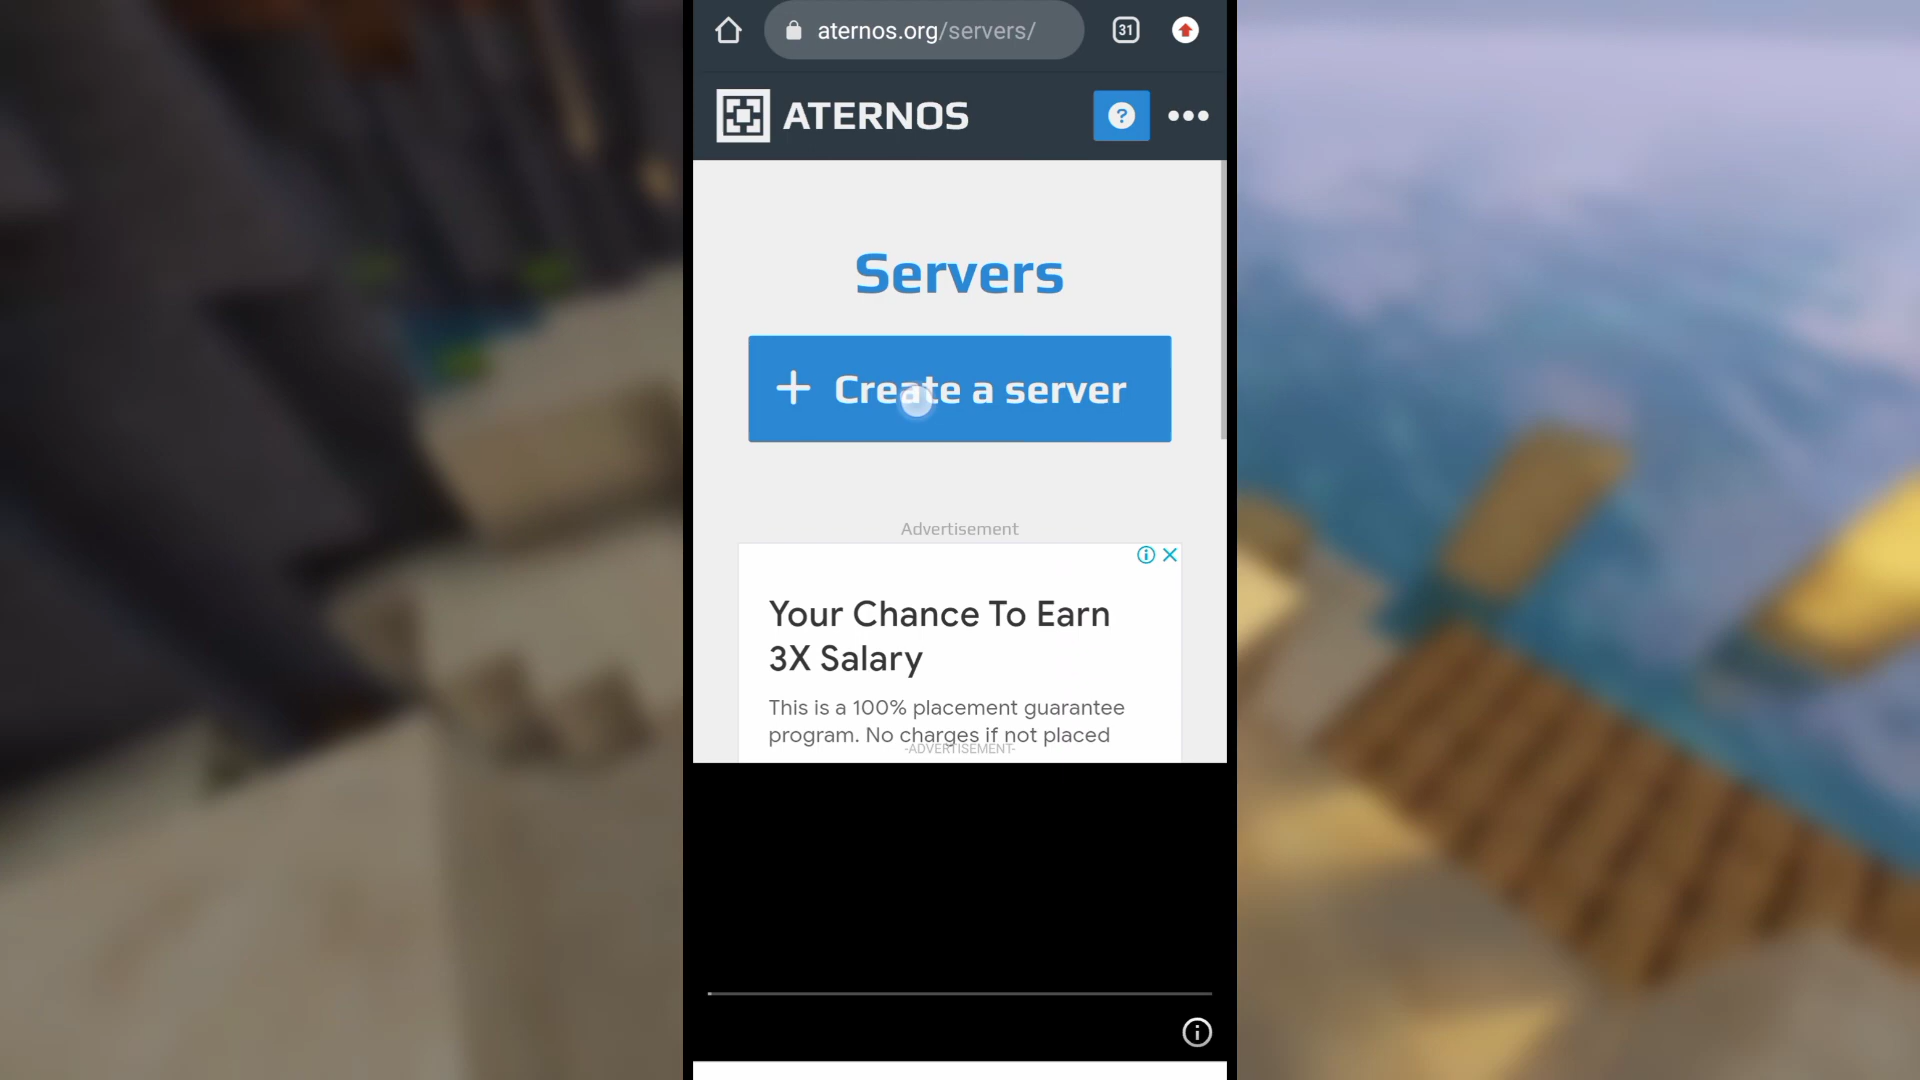 aternos.org/servers/
31
ATERNOS
?
Servers
+ Create a server
Advertisement
Your Chance To Earn
3X Salary
This is a 100% placement guarantee
program. No charges if not placed
-ADVERTISEMENT-